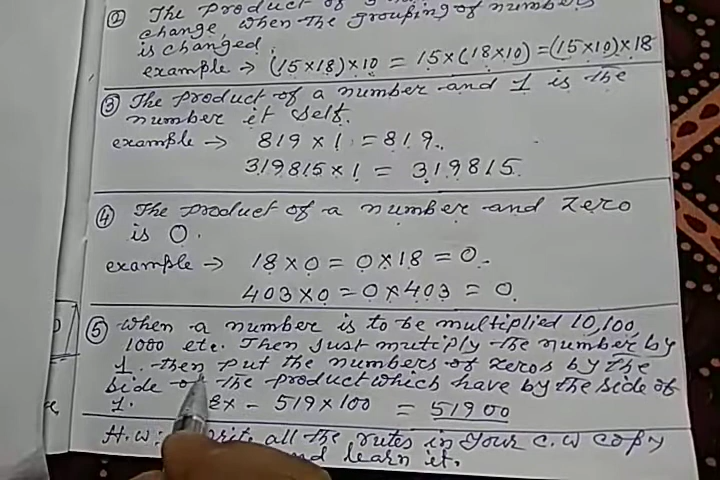 ② The product of numbers
change, when the grouping of numbers
is changed.
example → (15×18)×10 = 15×(18×10) = (15×10)×18
③ The product of a number and 1 is the
number it self.
example → 819 × 1 = 819.
319815 × 1 = 319815.
④ The product of a number and zero
is 0.
example → 18×0 = 0×18 = 0.
403×0 = 0×403 = 0.
⑤ when a number is to be multiplied 10,100,
1000 etc. Then just mutiply the number by
1. then put the numbers of zeros by the
side of the product which have by the side of
1. ex - 519×100 = 51900
H.W: all the rutes in your C.W copy
learn it.